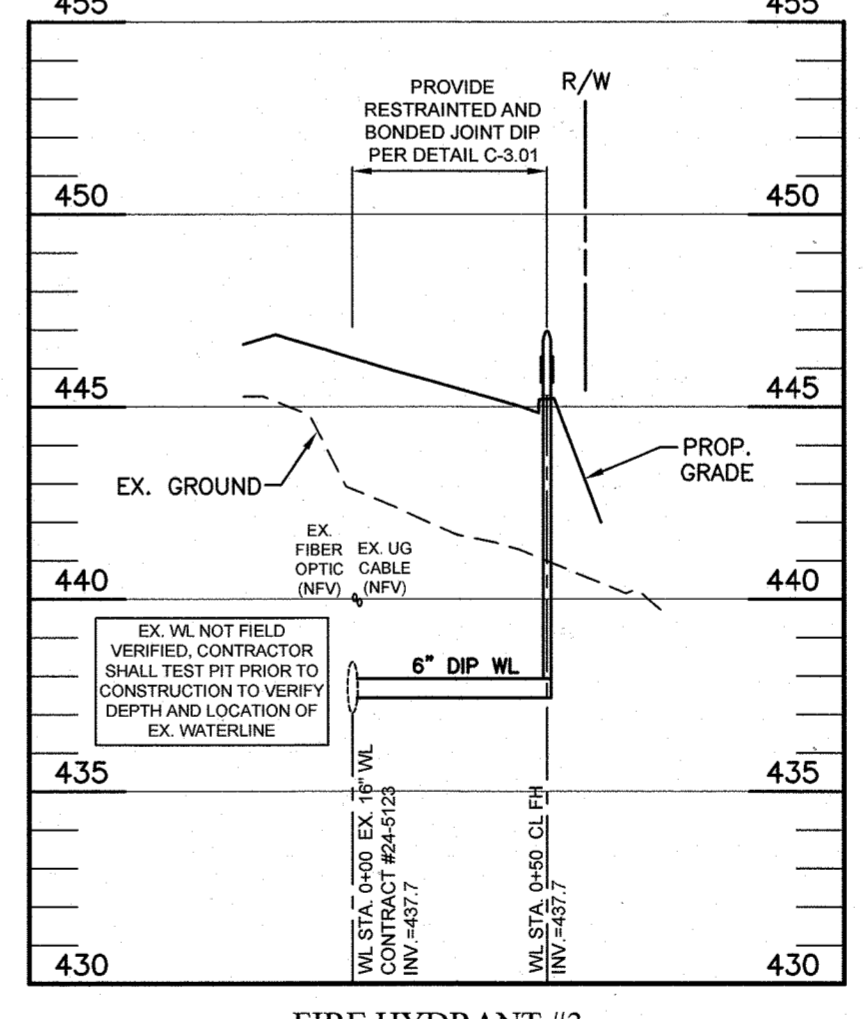 455 455
PROVIDE
RESTRAINTED AND
BONDED JOINT DIP
PER DETAIL C-3.01
R/W
450 450
445 445
PROP.
GRADE
EX. GROUND
EX.
FIBER
OPTIC
(NFV)
EX. UG
CABLE
(NFV)
440 440
EX. WL NOT FIELD
VERIFIED, CONTRACTOR
SHALL TEST PIT PRIOR TO
CONSTRUCTION TO VERIFY
DEPTH AND LOCATION OF
EX. WATERLINE
6" DIP WL
435 435
WL STA. 0+00 EX. 16" WL
CONTRACT #24-5123
INV.=437.7
WL STA. 0+50 CL FH
INV.=437.7
430 430
FIRE HYDRANT